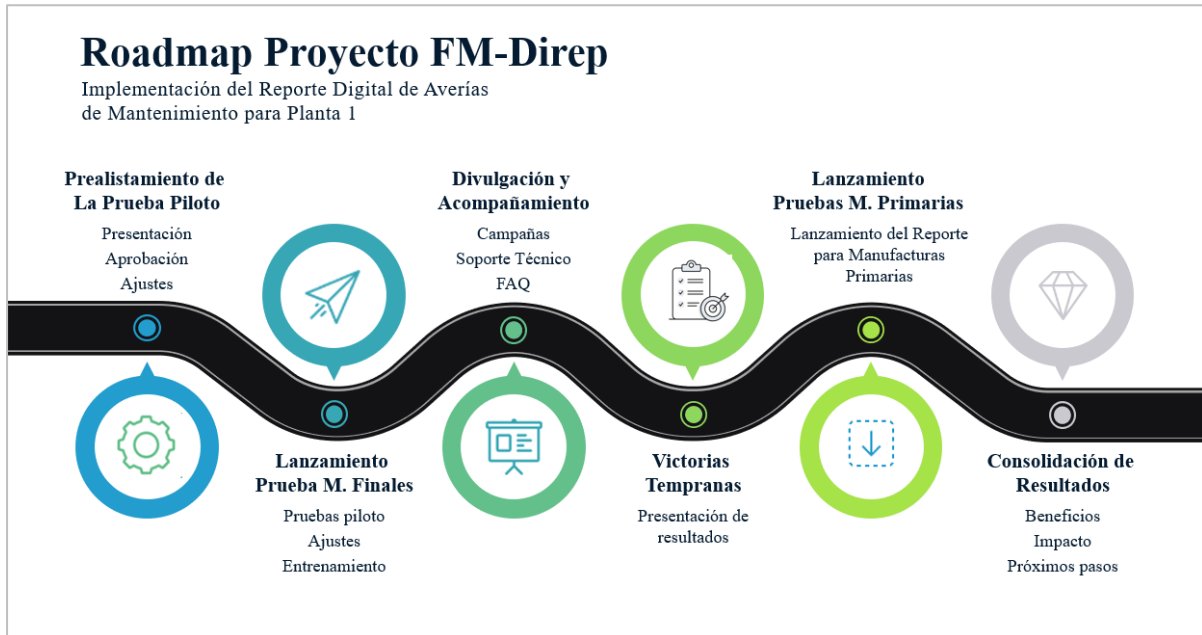 Roadmap Proyecto FM-Direp
Implementación del Reporte Digital de Averías
de Mantenimiento para Planta 1
Prealistamiento de
La Prueba Piloto
Presentación
Aprobación
Ajustes
Lanzamiento
Prueba M. Finales
Pruebas piloto
Ajustes
Entrenamiento
Divulgación y
Acompañamiento
Campañas
Soporte Técnico
FAQ
Victorias
Tempranas
Presentación de
resultados
Lanzamiento
Pruebas M. Primarias
Lanzamiento del Reporte
para Manufacturas
Primarias
Consolidación de
Resultados
Beneficios
Impacto
Próximos pasos